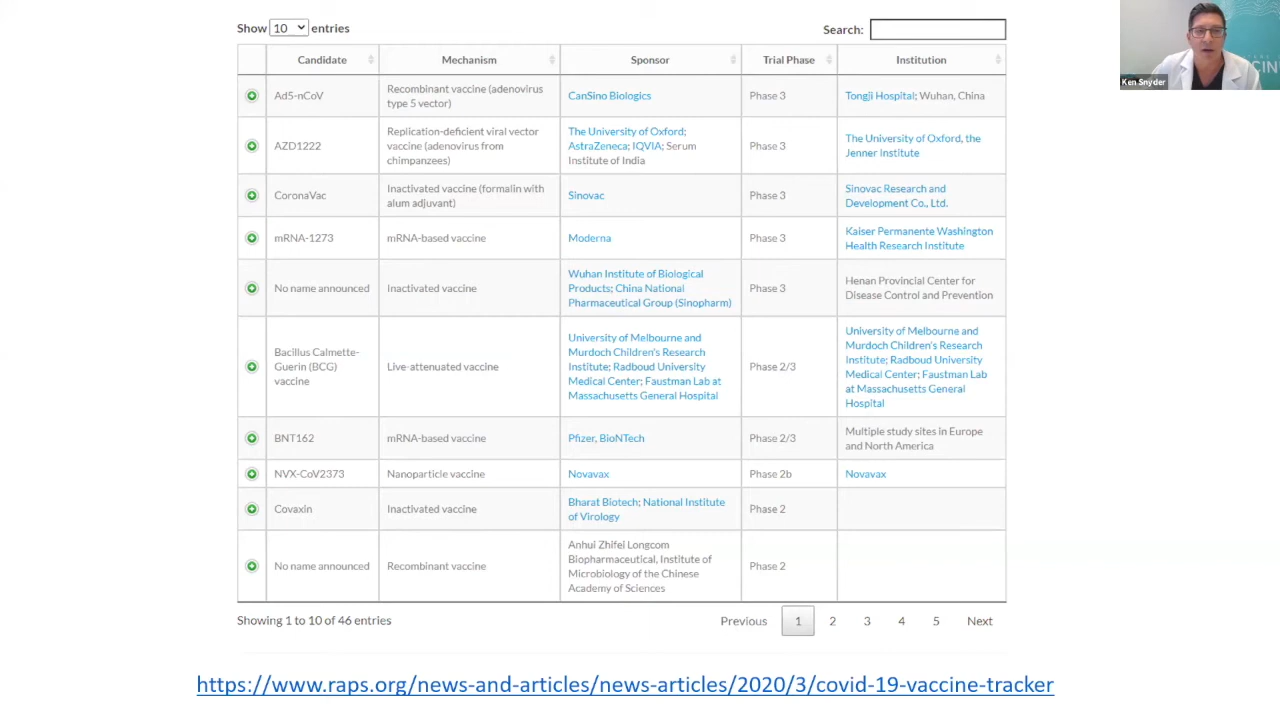 Show 10 entries
Search:
Candidate
Mechanism
Sponsor
Trial Phase
Institution
Ad5-nCoV
Recombinant vaccine (adenovirus
type 5 vector)
CanSino Biologics
Phase 3
Tongji Hospital; Wuhan, China
AZD1222
Replication-deficient viral vector
vaccine (adenovirus from
chimpanzees)
The University of Oxford;
AstraZeneca; IQVIA; Serum
Institute of India
Phase 3
The University of Oxford, the
Jenner Institute
CoronaVac
Inactivated vaccine (formalin with
alum adjuvant)
Sinovac
Phase 3
Sinovac Research and
Development Co., Ltd.
mRNA-1273
mRNA-based vaccine
Moderna
Phase 3
Kaiser Permanente Washington
Health Research Institute
No name announced
Inactivated vaccine
Wuhan Institute of Biological
Products; China National
Pharmaceutical Group (Sinopharm)
Phase 3
Henan Provincial Center for
Disease Control and Prevention
Bacillus Calmette-
Guerin (BCG)
vaccine
Live-attenuated vaccine
University of Melbourne and
Murdoch Children's Research
Institute; Radboud University
Medical Center; Faustman Lab at
Massachusetts General Hospital
Phase 2/3
University of Melbourne and
Murdoch Children's Research
Institute; Radboud University
Medical Center; Faustman Lab
at Massachusetts General
Hospital
BNT162
mRNA-based vaccine
Pfizer, BioNTech
Phase 2/3
Multiple study sites in Europe
and North America
NVX-CoV2373
Nanoparticle vaccine
Novavax
Phase 2b
Novavax
Covaxin
Inactivated vaccine
Bharat Biotech; National Institute
of Virology
Phase 2
No name announced
Recombinant vaccine
Anhui Zhifei Longcom
Biopharmaceutical, Institute of
Microbiology of the Chinese
Academy of Sciences
Phase 2
Showing 1 to 10 of 46 entries
Previous 1 2 3 4 5 Next
https://www.raps.org/news-and-articles/news-articles/2020/3/covid-19-vaccine-tracker
Ken Snyder